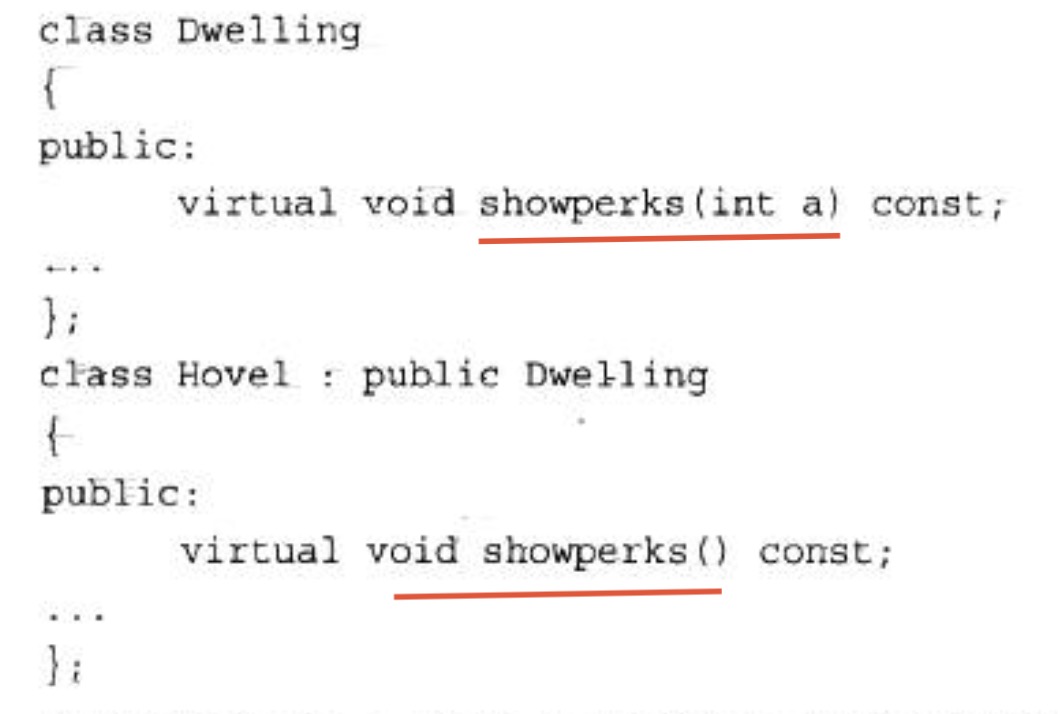 class Dwelling
{
public:
virtual void showperks(int a) const;
...
};
class Hovel : public Dwelling
{
public:
virtual void showperks() const;
...
};